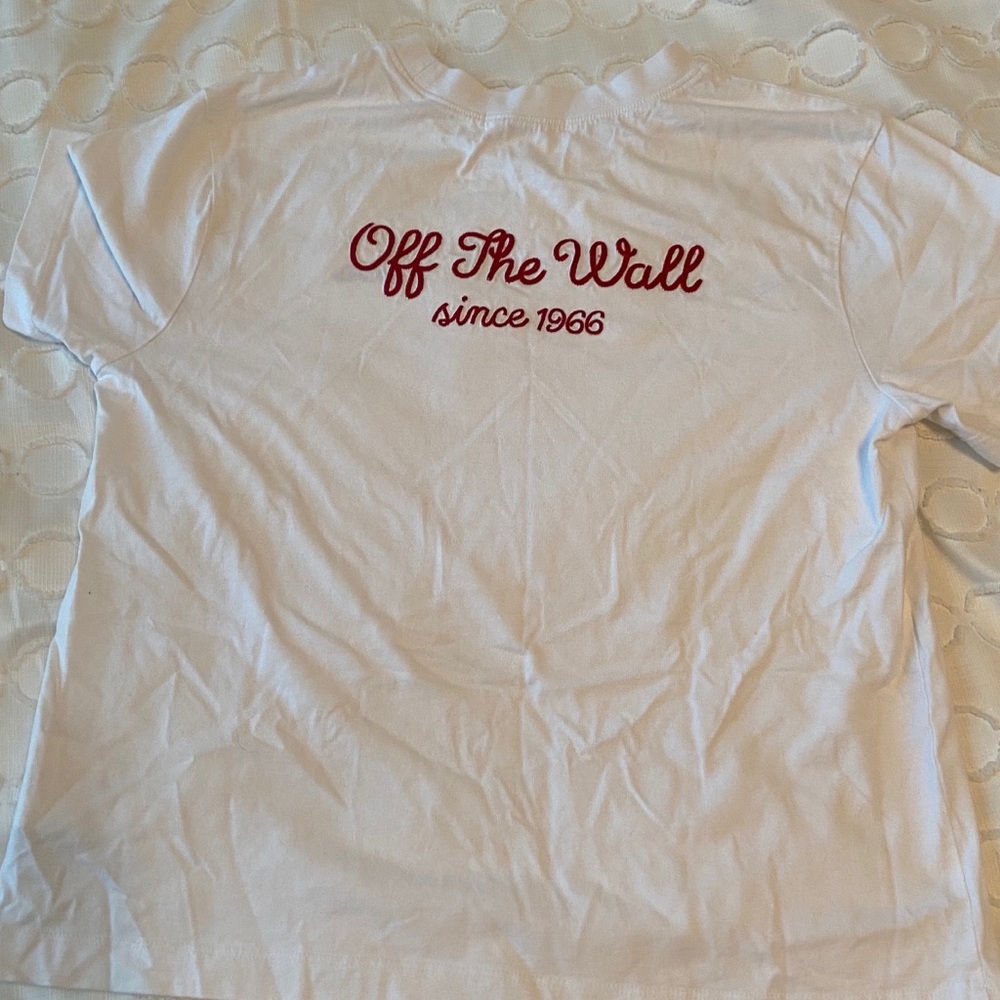 Off The Wall
since 1966